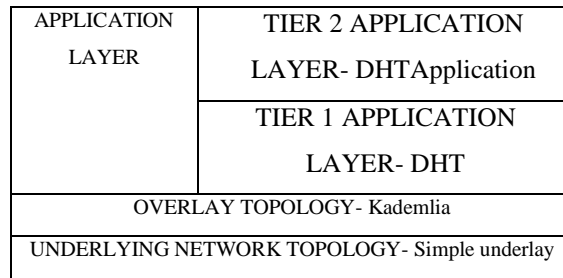 APPLICATION
LAYER
TIER 2 APPLICATION
LAYER- DHTApplication
TIER 1 APPLICATION
LAYER- DHT
OVERLAY TOPOLOGY- Kademlia
UNDERLYING NETWORK TOPOLOGY- Simple underlay